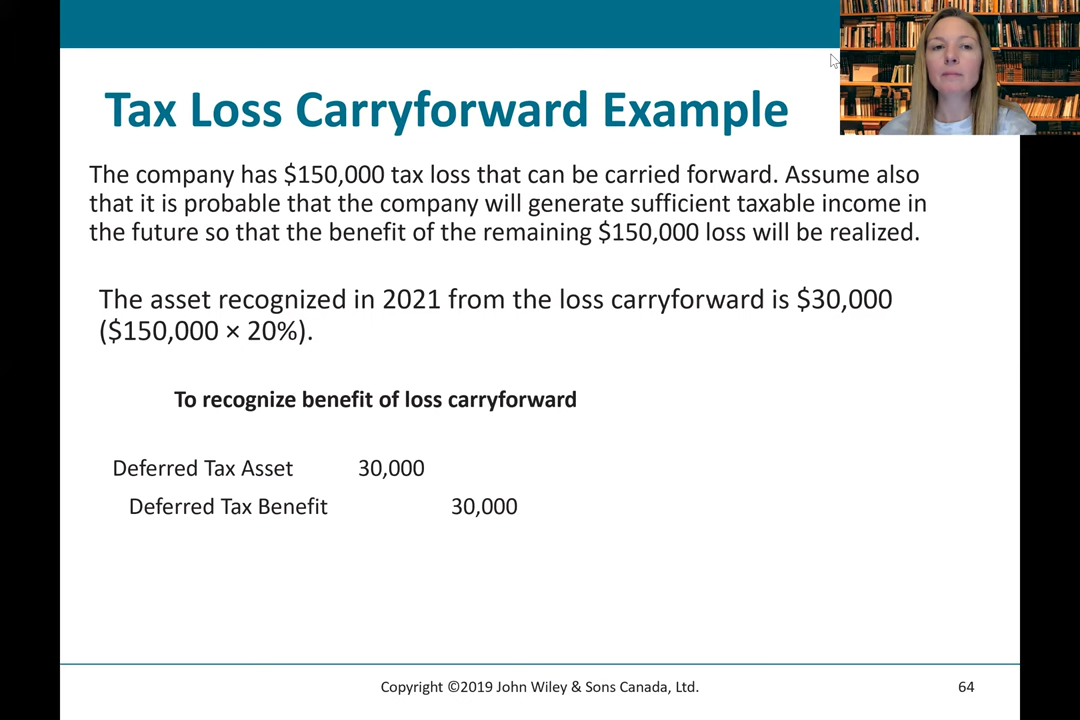 Tax Loss Carryforward Example
The company has $150,000 tax loss that can be carried forward. Assume also
that it is probable that the company will generate sufficient taxable income in
the future so that the benefit of the remaining $150,000 loss will be realized.
The asset recognized in 2021 from the loss carryforward is $30,000
($150,000 × 20%).
To recognize benefit of loss carryforward
Deferred Tax Asset 30,000
Deferred Tax Benefit 30,000
Copyright ©2019 John Wiley & Sons Canada, Ltd. 64